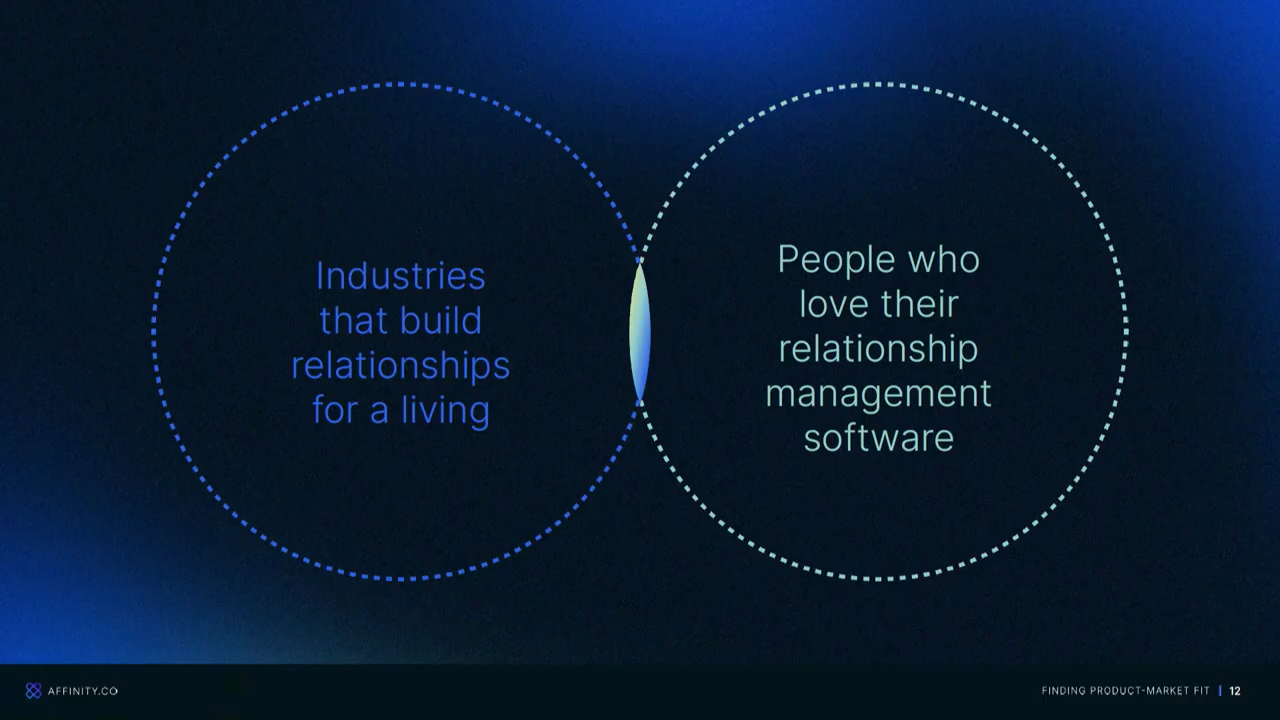 Industries
that build
relationships
for a living
People who
love their
relationship
management
software
AFFINITY.CO
FINDING PRODUCT-MARKET FIT | 12